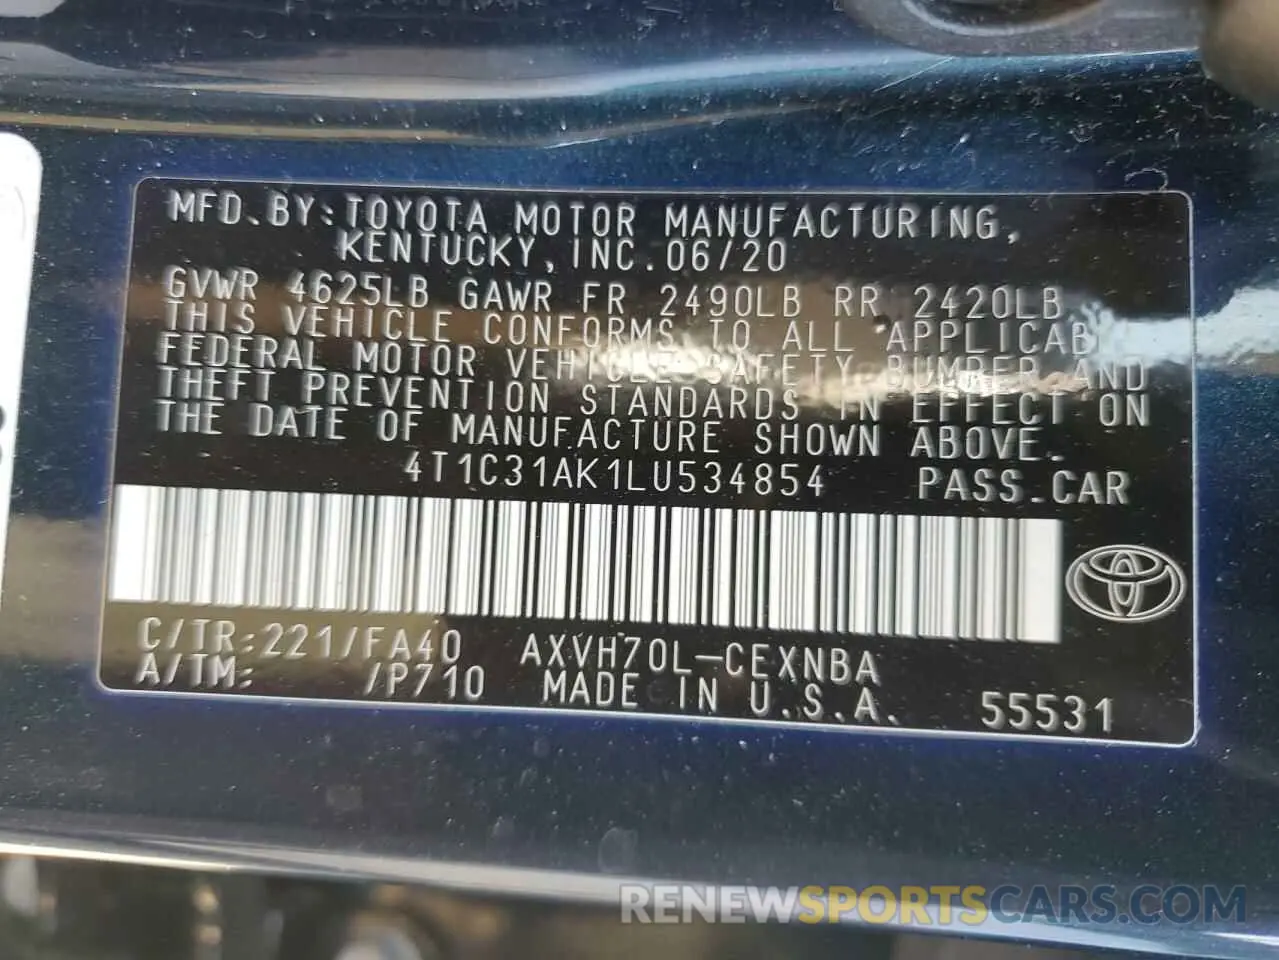 MFD.BY:TOYOTA MOTOR MANUFACTURING,
KENTUCKY,INC.06/20
GVWR 4625LB GAWR FR 2490LB RR 2420LB
THIS VEHICLE CONFORMS TO ALL APPLICAB
FEDERAL MOTOR VEHICLE SAFETY BUMPER AND
THEFT PREVENTION STANDARDS IN EFFECT ON
THE DATE OF MANUFACTURE SHOWN ABOVE.
4T1C31AK1LU534854 PASS.CAR
C/TR:221/FA40 AXVH70L-CEXNBA
A/TM: /P710 MADE IN U.S.A. 55531
RENEWSPORTSCARS.COM